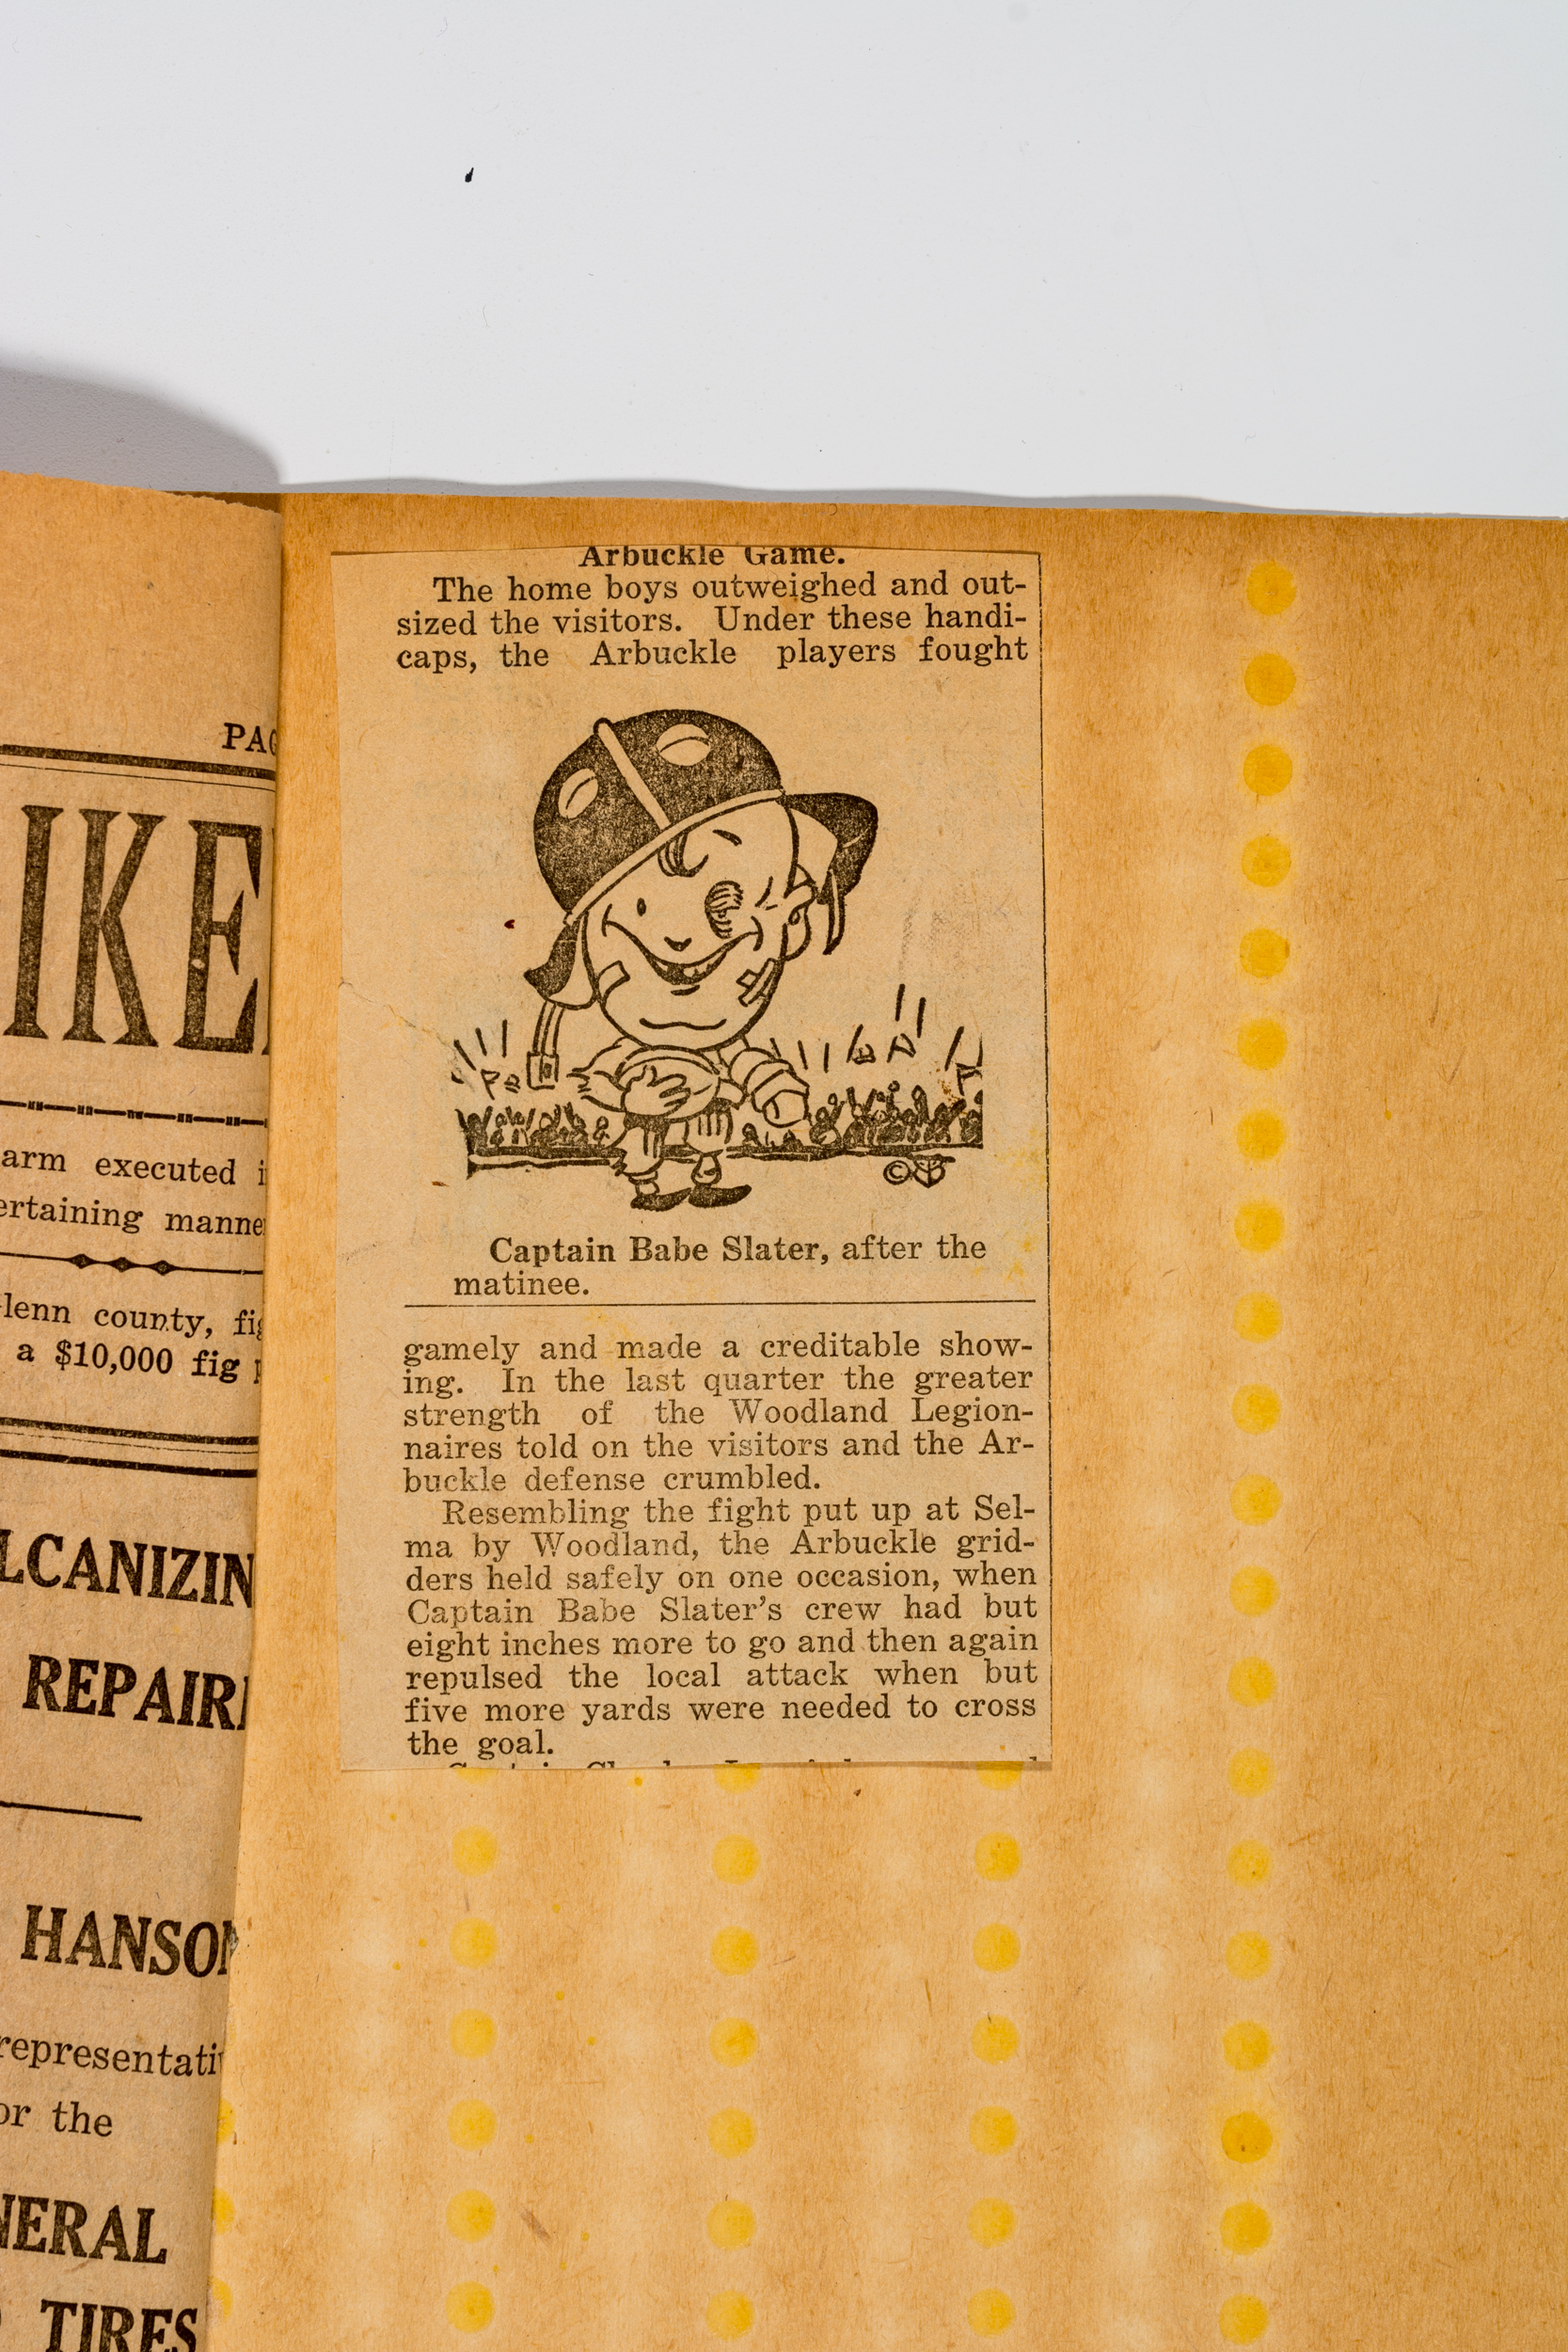 PAG
IKE
arm executed i
ertaining manne
lenn county, fig
a $10,000 fig
LCANIZIN
REPAIR
HANSON
representati
or the
NERAL
TIRES
Arbuckle Game.
The home boys outweighed and out-
sized the visitors. Under these handi-
caps, the Arbuckle players fought
©
Captain Babe Slater, after the
matinee.
gamely and made a creditable show-
ing. In the last quarter the greater
strength of the Woodland Legion-
naires told on the visitors and the Ar-
buckle defense crumbled.
Resembling the fight put up at Sel-
ma by Woodland, the Arbuckle grid-
ders held safely on one occasion, when
Captain Babe Slater's crew had but
eight inches more to go and then again
repulsed the local attack when but
five more yards were needed to cross
the goal.